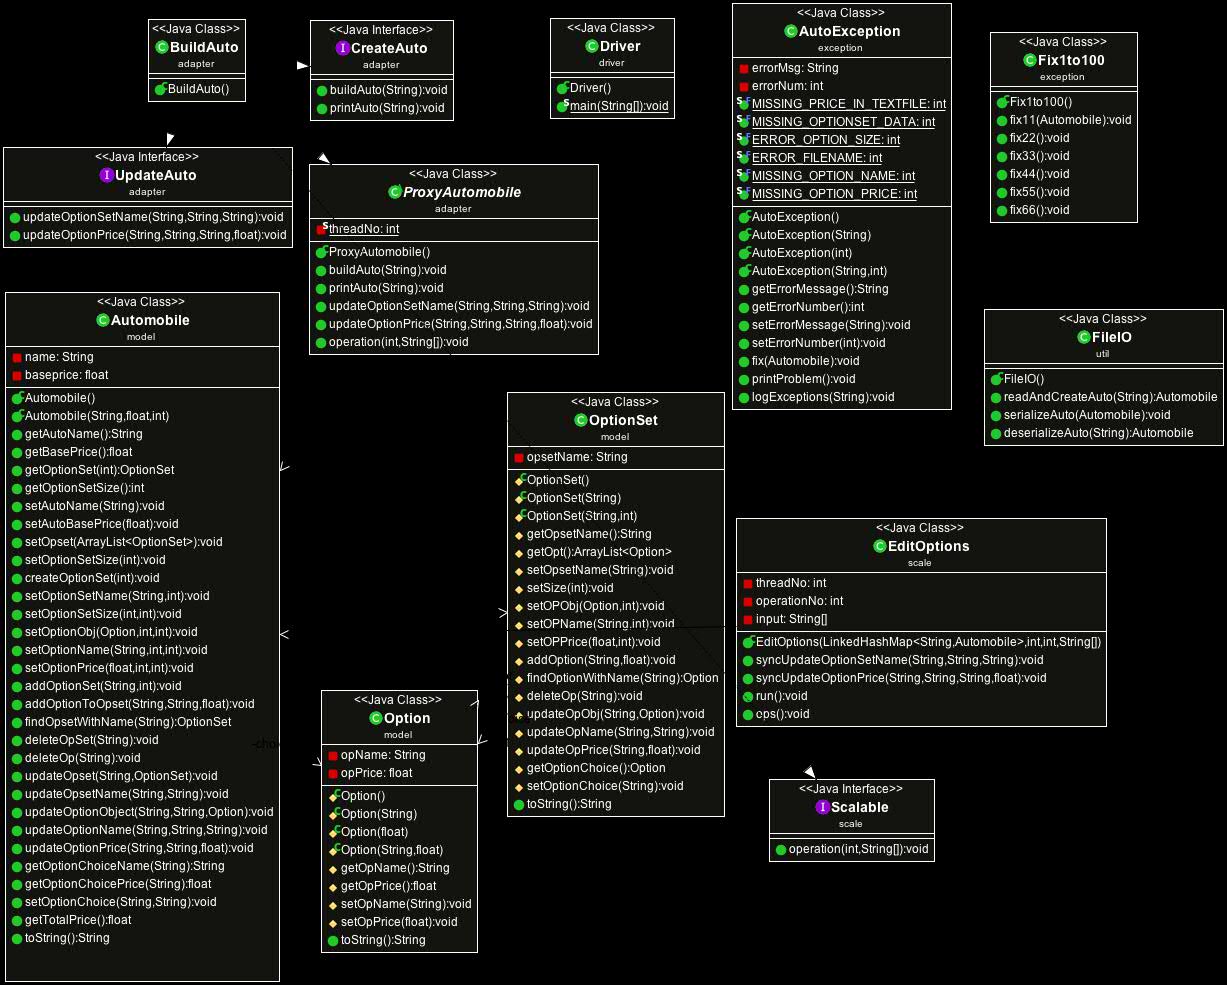 <<Java Class>>
BuildAuto
adapter
BuildAuto()
<<Java Interface>>
CreateAuto
adapter
buildAuto(String):void
printAuto(String):void
<<Java Class>>
Driver
driver
Driver()
main(String[]):void
<<Java Class>>
AutoException
exception
errorMsg: String
errorNum: int
MISSING_PRICE_IN_TEXTFILE: int
MISSING_OPTIONSET_DATA: int
ERROR_OPTION_SIZE: int
ERROR_FILENAME: int
MISSING_OPTION_NAME: int
MISSING_OPTION_PRICE: int
AutoException()
AutoException(String)
AutoException(int)
AutoException(String,int)
getErrorMessage():String
getErrorNumber():int
setErrorMessage(String):void
setErrorNumber(int):void
fix(Automobile):void
printProblem():void
logExceptions(String):void
<<Java Class>>
Fix1to100
exception
Fix1to100()
fix11(Automobile):void
fix22():void
fix33():void
fix44():void
fix55():void
fix66():void
<<Java Interface>>
UpdateAuto
adapter
updateOptionSetName(String,String,String):void
updateOptionPrice(String,String,String,float):void
<<Java Class>>
ProxyAutomobile
adapter
threadNo: int
ProxyAutomobile()
buildAuto(String):void
printAuto(String):void
updateOptionSetName(String,String,String):void
updateOptionPrice(String,String,String,float):void
operation(int,String[]):void
<<Java Class>>
FileIO
util
FileIO()
readAndCreateAuto(String):Automobile
serializeAuto(Automobile):void
deserializeAuto(String):Automobile
<<Java Class>>
Automobile
model
name: String
baseprice: float
Automobile()
Automobile(String,float,int)
getAutoName():String
getBasePrice():float
getOptionSet(int):OptionSet
getOptionSetSize():int
setAutoName(String):void
setAutoBasePrice(float):void
setOpset(ArrayList<OptionSet>):void
setOptionSetSize(int):void
createOptionSet(int):void
setOptionSetName(String,int):void
setOptionSetSize(int,int):void
setOptionObj(Option,int,int):void
setOptionName(String,int,int):void
setOptionPrice(float,int,int):void
addOptionSet(String,int):void
addOptionToOpset(String,String,float):void
findOpsetWithName(String):OptionSet
deleteOpSet(String):void
deleteOp(String):void
updateOpset(String,OptionSet):void
updateOpsetName(String,String):void
updateOptionObject(String,String,Option):void
updateOptionName(String,String,String):void
updateOptionPrice(String,String,float):void
getOptionChoiceName(String):String
getOptionChoicePrice(String):float
setOptionChoice(String,String):void
getTotalPrice():float
toString():String
<<Java Class>>
OptionSet
model
opsetName: String
OptionSet()
OptionSet(String)
OptionSet(String,int)
getOpsetName():String
getOpt():ArrayList<Option>
setOpsetName(String):void
setSize(int):void
setOPObj(Option,int):void
setOPName(String,int):void
setOPPrice(float,int):void
addOption(String,float):void
findOptionWithName(String):Option
deleteOp(String):void
updateOpObj(String,Option):void
updateOpName(String,String):void
updateOpPrice(String,float):void
getOptionChoice():Option
setOptionChoice(String):void
toString():String
<<Java Class>>
EditOptions
scale
threadNo: int
operationNo: int
input: String[]
EditOptions(LinkedHashMap<String,Automobile>,int,int,String[])
syncUpdateOptionSetName(String,String,String):void
syncUpdateOptionPrice(String,String,String,float):void
run():void
ops():void
<<Java Class>>
Option
model
opName: String
opPrice: float
Option()
Option(String)
Option(float)
Option(String,float)
getOpName():String
getOpPrice():float
setOpName(String):void
setOpPrice(float):void
toString():String
<<Java Interface>>
Scalable
scale
operation(int,String[]):void